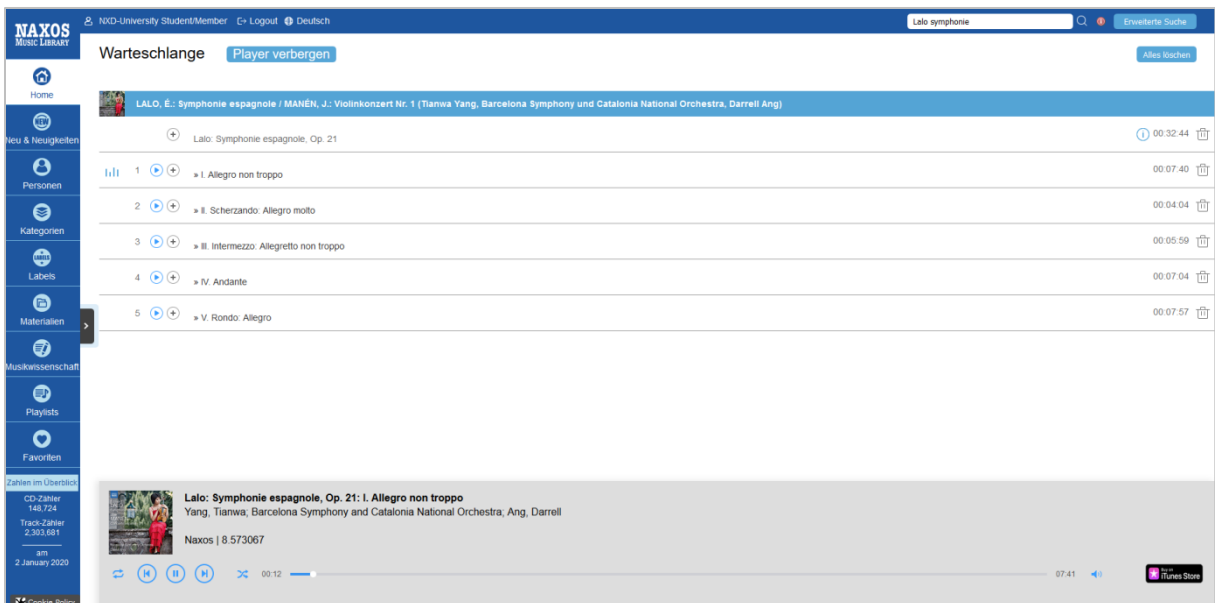 NAXOS
MUSIC LIBRARY
NXD-University Student/Member Logout Deutsch
Lalo symphonie
Erweiterte Suche
Home
Neu & Neuigkeiten
Personen
Kategorien
LABELS
Labels
Materialien
Musikwissenschaft
Playlists
Favoriten
Zahlen im Überblick
CD-Zähler
148,724
Track-Zähler
2,303,681
am
2 January 2020
Cookie Policy
Warteschlange Player verbergen
Alles löschen
LALO, É.: Symphonie espagnole / MANÉN, J.: Violinkonzert Nr. 1 (Tianwa Yang, Barcelona Symphony und Catalonia National Orchestra, Darrell Ang)
Lalo: Symphonie espagnole, Op. 21 00:32:44
1 » I. Allegro non troppo 00:07:40
2 » II. Scherzando: Allegro molto 00:04:04
3 » III. Intermezzo: Allegretto non troppo 00:05:59
4 » IV. Andante 00:07:04
5 » V. Rondo: Allegro 00:07:57
Lalo: Symphonie espagnole, Op. 21: I. Allegro non troppo
Yang, Tianwa; Barcelona Symphony and Catalonia National Orchestra; Ang, Darrell
Naxos | 8.573067
00:12 07:41
Buy on
iTunes Store